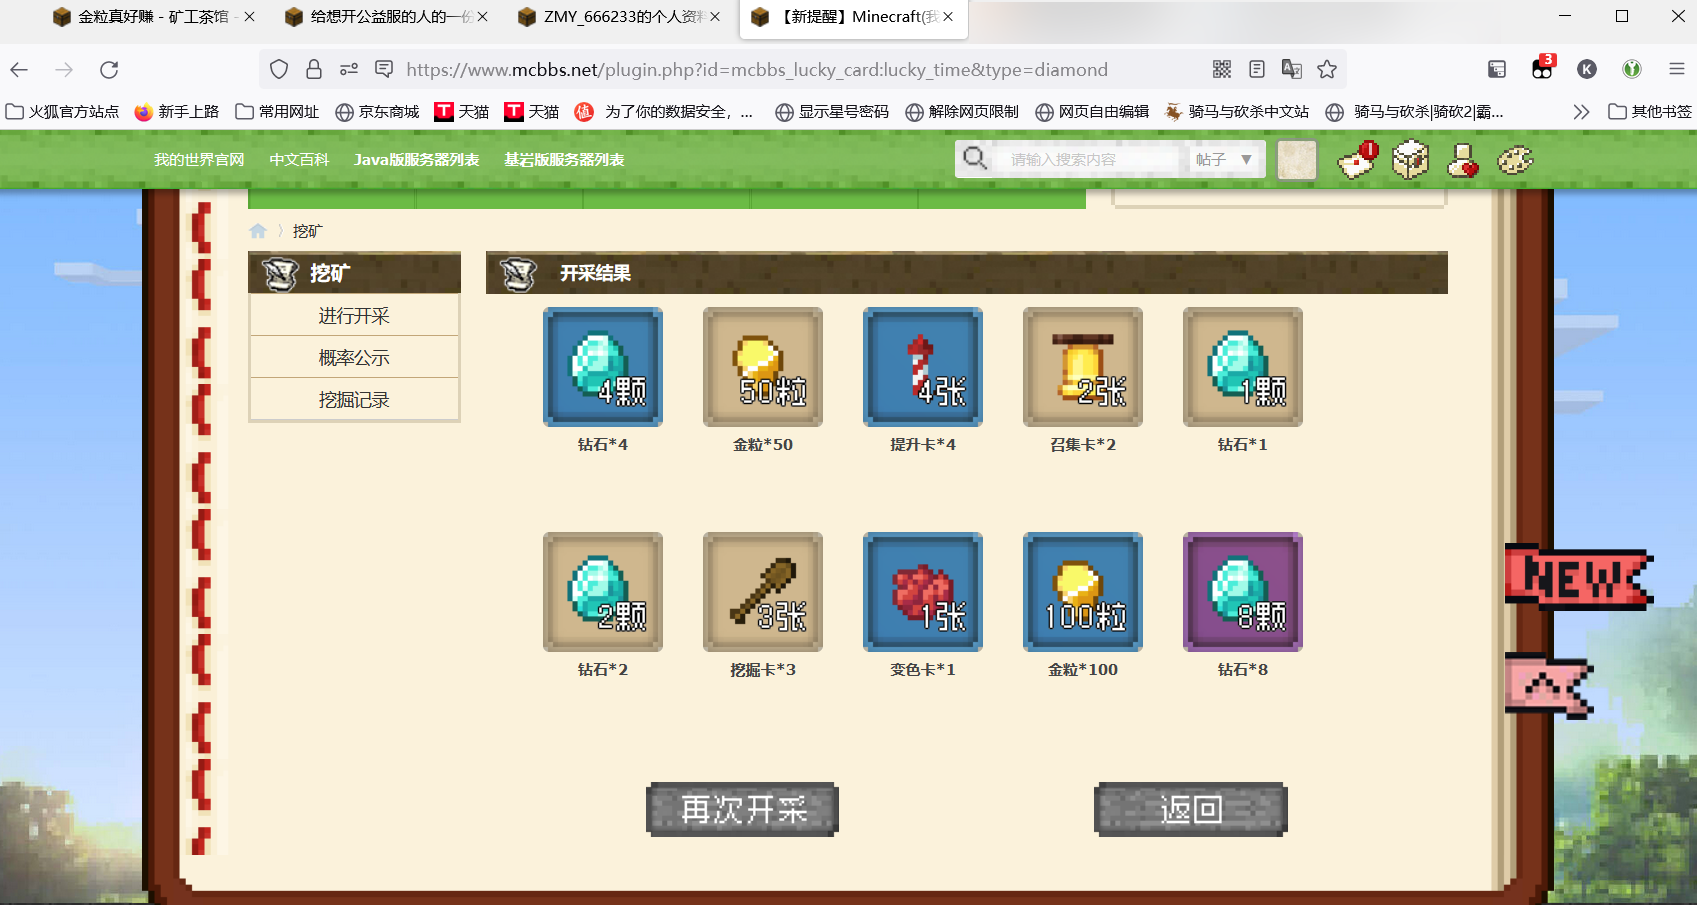 金粒真好赚 - 矿工茶馆 -
给想开公益服的人的一份
ZMY_666233的个人资料
【新提醒】Minecraft(我
https://www.mcbbs.net/plugin.php?id=mcbbs_lucky_card:lucky_time&type=diamond
3
K
火狐官方站点
新手上路
常用网址
京东商城
T 天猫
T 天猫
值 为了你的数据安全，...
显示星号密码
解除网页限制
网页自由编辑
骑马与砍杀中文站
骑马与砍杀|骑砍2|霸...
其他书签
我的世界官网
中文百科
Java版服务器列表
基岩版服务器列表
请输入搜索内容
帖子
挖矿
挖矿
进行开采
概率公示
挖掘记录
开采结果
4颗
50粒
4张
2张
1颗
钻石*4
金粒*50
提升卡*4
召集卡*2
钻石*1
2颗
3张
1张
100粒
8颗
钻石*2
挖掘卡*3
变色卡*1
金粒*100
钻石*8
再次开采
返回
NEW